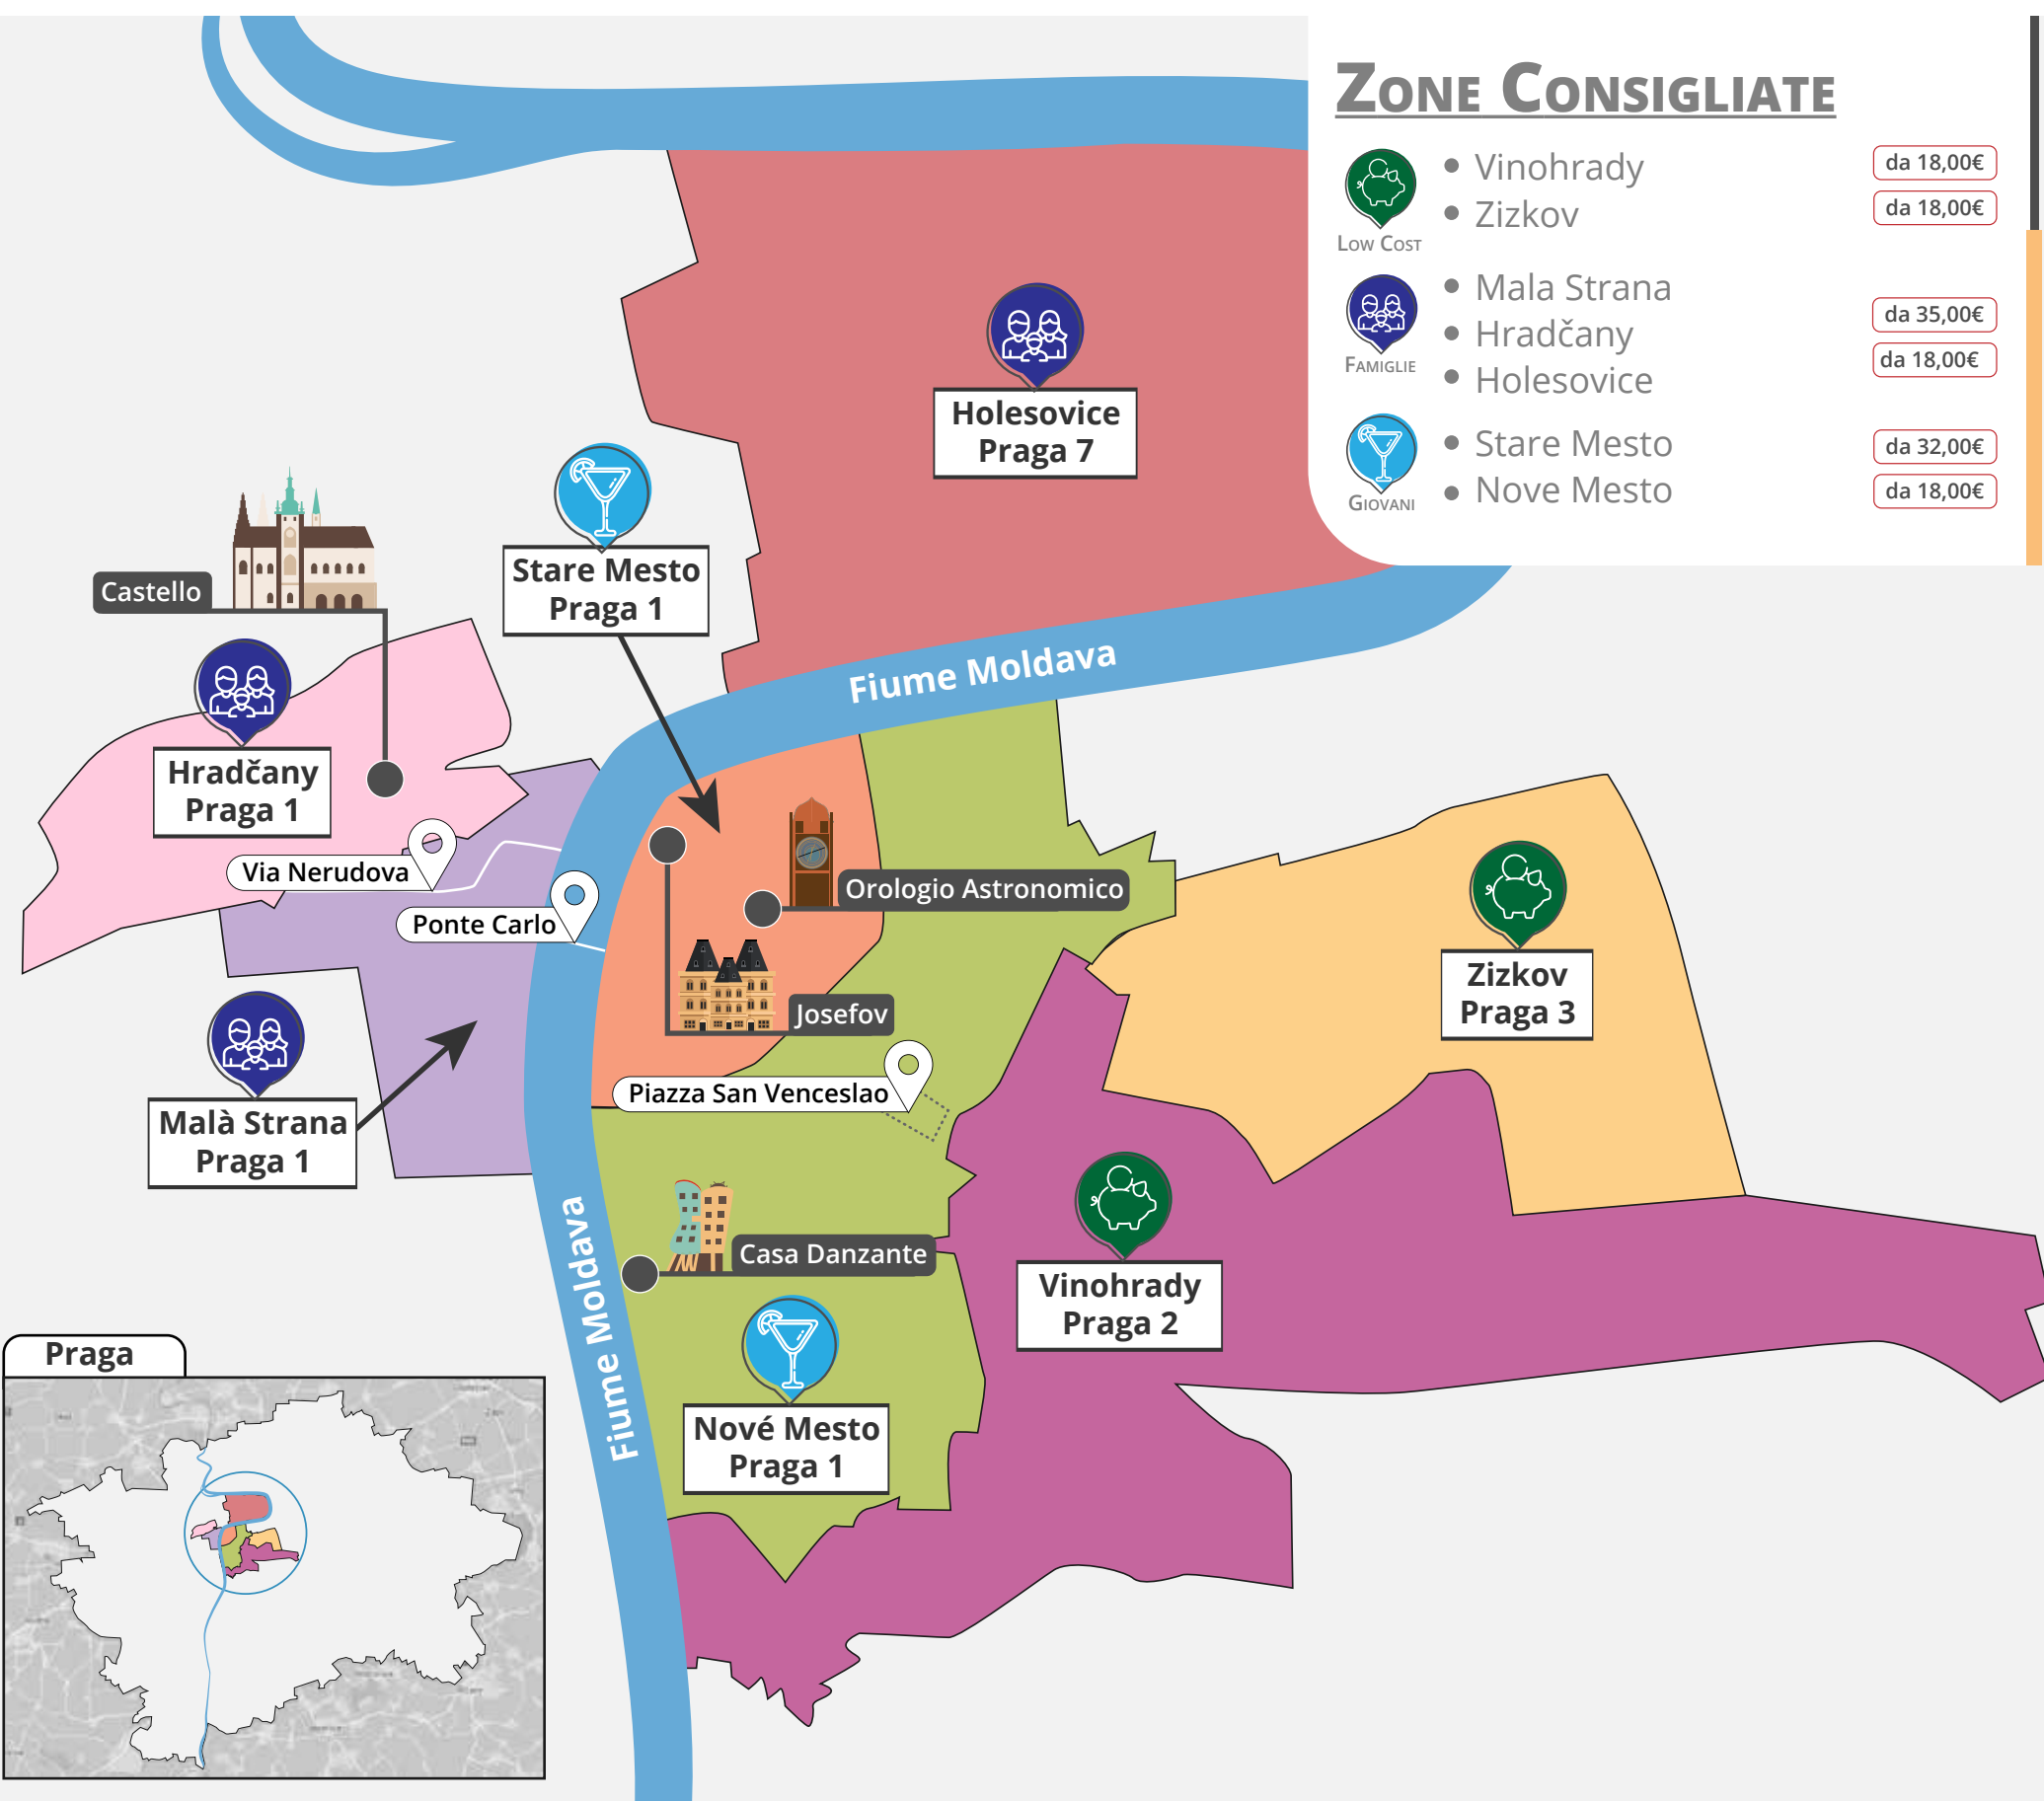 Zone Consigliate
Vinohrady
da 18,00€
Zizkov
da 18,00€
Low Cost
Mala Strana
da 35,00€
Hradčany
da 18,00€
Holesovice
Famiglie
Stare Mesto
da 32,00€
Nove Mesto
da 18,00€
Giovani
Holesovice
Praga 7
Stare Mesto
Praga 1
Castello
Fiume Moldava
Hradčany
Praga 1
Via Nerudova
Ponte Carlo
Orologio Astronomico
Josefov
Zizkov
Praga 3
Piazza San Venceslao
Malà Strana
Praga 1
Fiume Moldava
Casa Danzante
Vinohrady
Praga 2
Nové Mesto
Praga 1
Praga